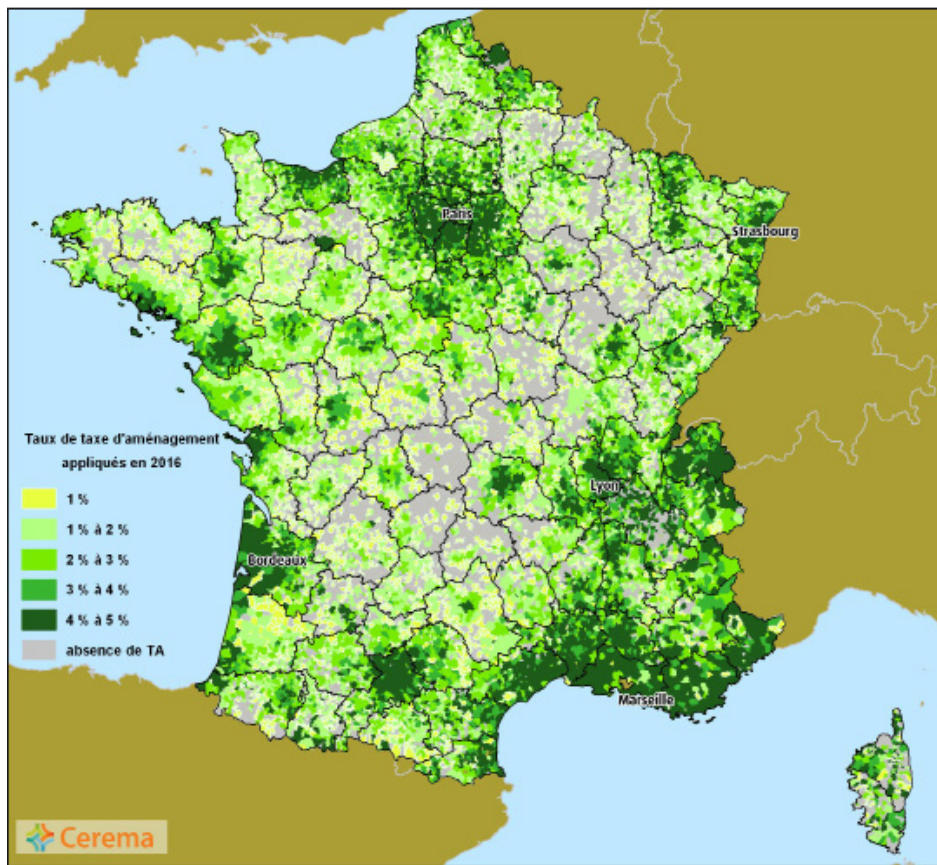 Paris
Strasbourg
Taux de taxe d'aménagement
appliqués en 2016
1 %
1 % à 2 %
2 % à 3 %
3 % à 4 %
4 % à 5 %
absence de TA
Lyon
Bordeaux
Marseille
Cerema